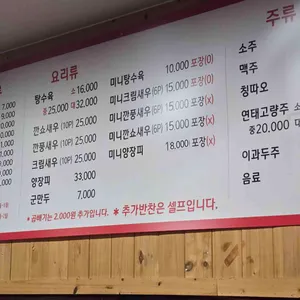 요리류
탕수육 소 16,000
중 25,000 대 32,000
깐쇼새우 (10P) 25,000
깐풍새우 (10P) 25,000
크림새우 (10P) 25,000
양장피 33,000
군만두 7,000
미니탕수육 10,000 포장(0)
미니크림새우(6P) 15,000 포장(x)
미니깐풍새우(6P) 15,000 포장(x)
미니깐쇼새우(6P) 15,000 포장(x)
미니양장피 18,000 포장(x)
* 곱빼기는 2,000원 추가입니다. * 추가반찬은 셀프입니다.
주류
소주
맥주
칭따오
연태고량주
중 20,000
이과두주
음료
7,000